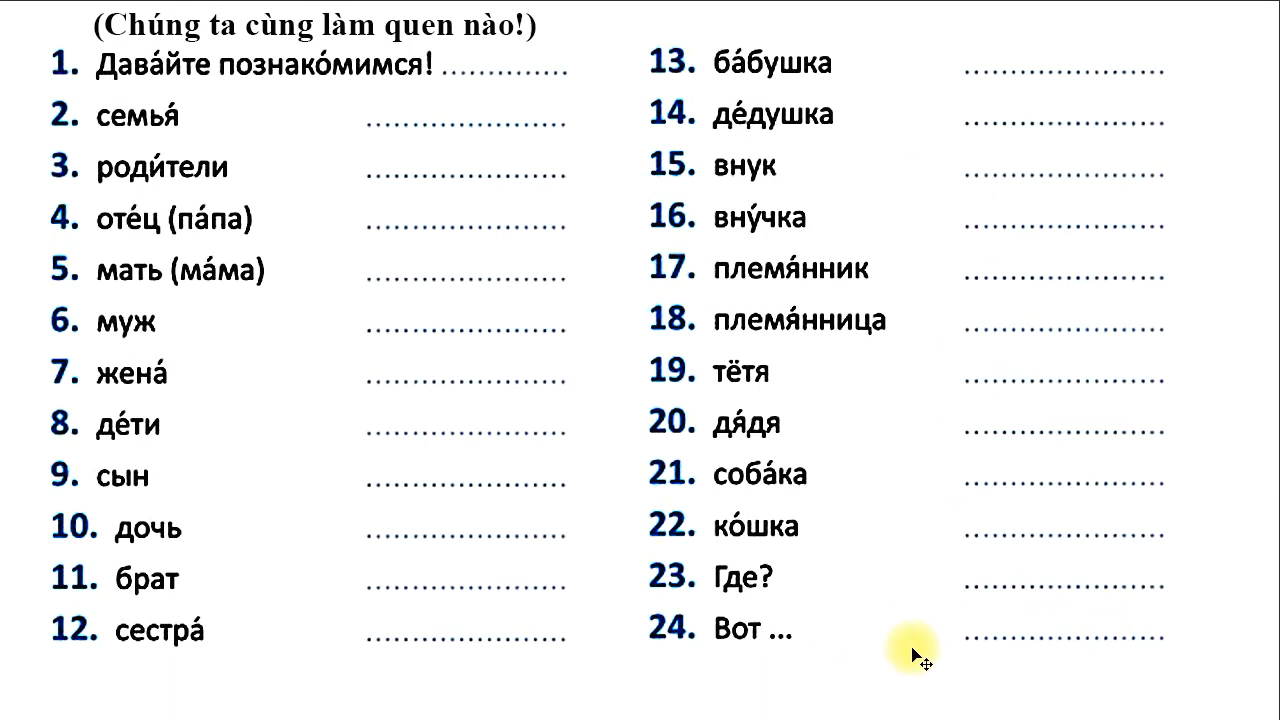 (Chúng ta cùng làm quen nào!)
1. Дава́йте познако́мимся! ..............
2. семья́ ......................
3. роди́тели ......................
4. оте́ц (па́па) ......................
5. мать (ма́ма) ......................
6. муж ......................
7. жена́ ......................
8. де́ти ......................
9. сын ......................
10. дочь ......................
11. брат ......................
12. сестра́ ......................
13. ба́бушка ......................
14. де́душка ......................
15. внук ......................
16. вну́чка ......................
17. племя́нник ......................
18. племя́нница ......................
19. тётя ......................
20. дя́дя ......................
21. соба́ка ......................
22. ко́шка ......................
23. Где? ......................
24. Вот ... ......................